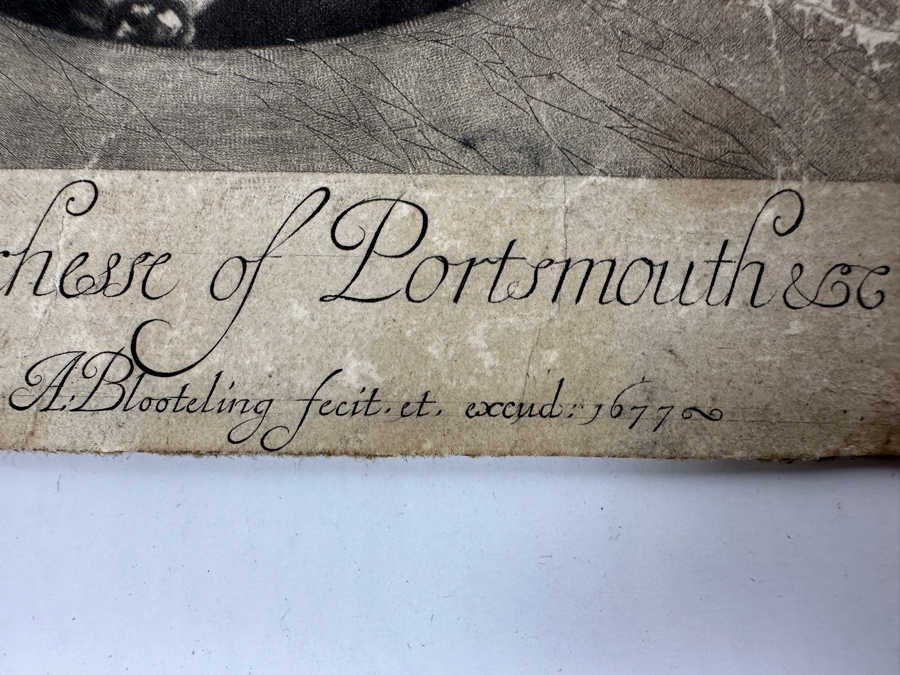 chesse of Portsmouth &c
A. Blooteling fecit. et. excud: 1677